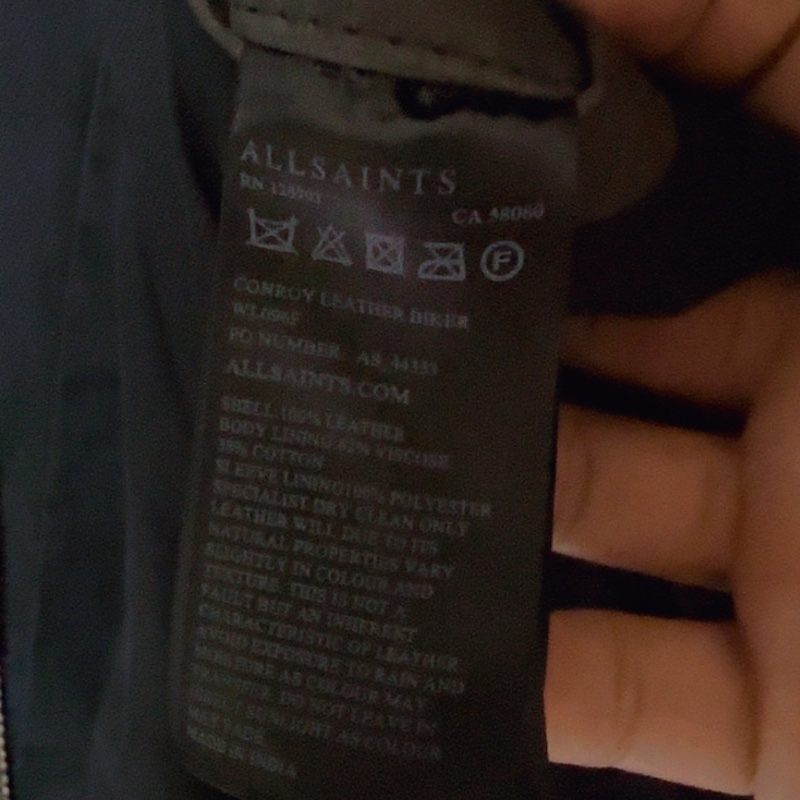 ALLSAINTS
RN
CA 58060
F
CONROY LEATHER BIKER
PO NUMBER: AS
ALLSAINTS.COM
SHELL 100% LEATHER
BODY LINING VISCOSE
COTTON
SLEEVE LINING 100% POLYESTER
SPECIALIST DRY CLEAN ONLY
LEATHER WILL DUE TO ITS
NATURAL PROPERTIES VARY
SLIGHTLY IN COLOUR AND
TEXTURE. THIS IS NOT A
FAULT BUT AN INHERENT
CHARACTERISTIC OF LEATHER
AVOID EXPOSURE TO RAIN AND
MOISTURE AS COLOUR MAY
TRANSFER. DO NOT LEAVE IN
DIRECT SUNLIGHT AS COLOUR
MAY FADE.
MADE IN INDIA